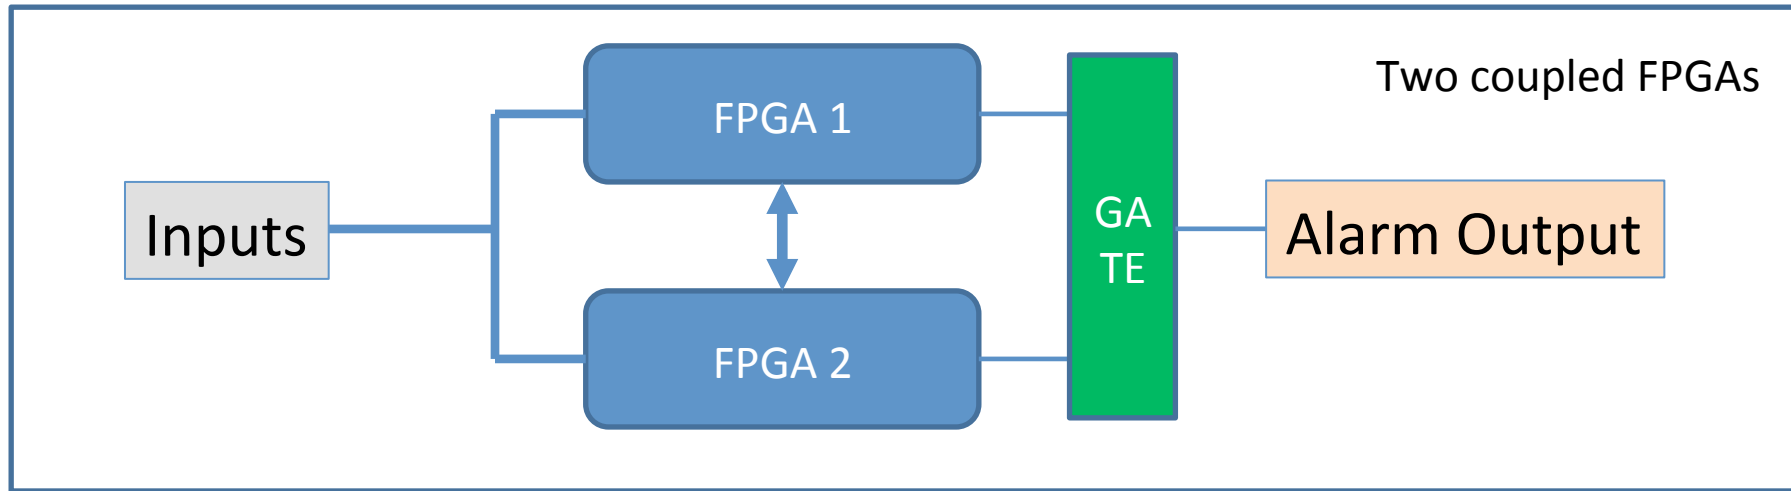 Two coupled FPGAs
FPGA 1
Inputs
GA
TE
Alarm Output
FPGA 2